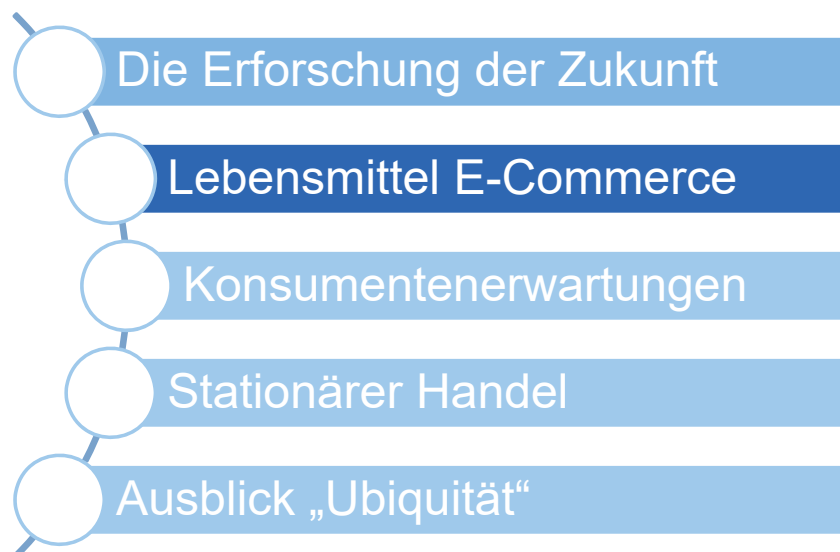 Die Erforschung der Zukunft
Lebensmittel E-Commerce
Konsumentenerwartungen
Stationärer Handel
Ausblick „Ubiquität“